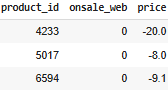 product_id onsale_web price
4233 0 -20.0
5017 0 -8.0
6594 0 -9.1